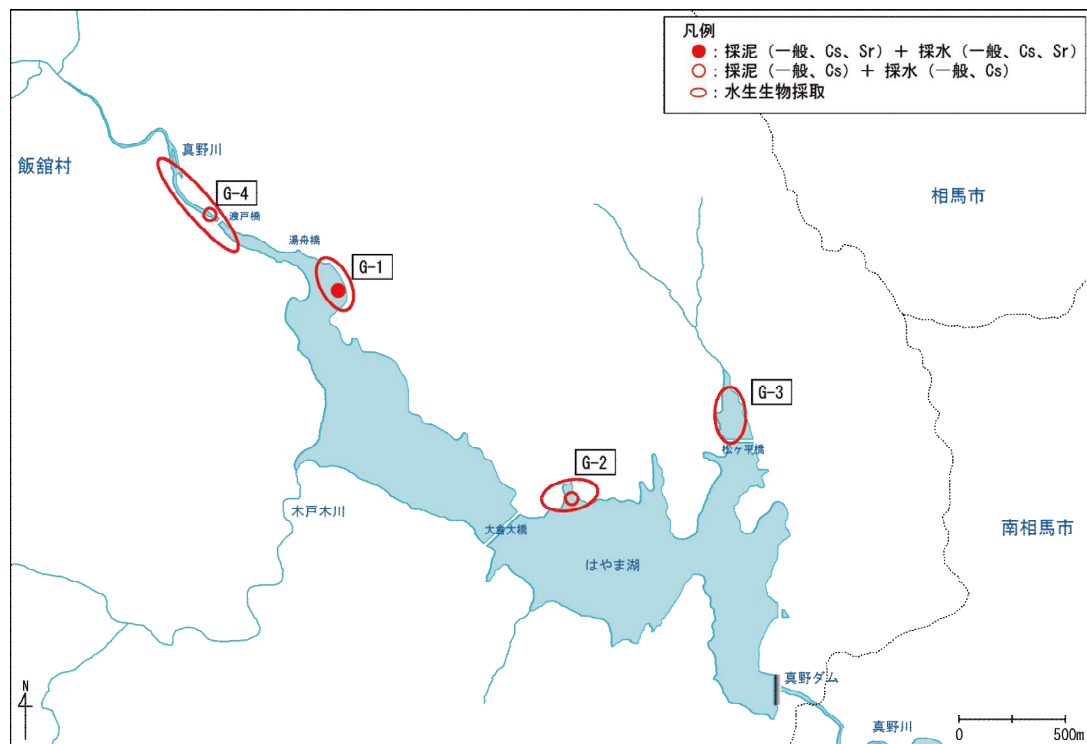 凡例
：採泥（一般、Cs、Sr）＋ 採水（一般、Cs、Sr）
：採泥（一般、Cs）＋ 採水（一般、Cs）
：水生生物採取
真野川
飯舘村
G-4
相馬市
渡戸橋
湯舟橋
G-1
G-3
松ヶ平橋
G-2
木戸木川
大倉大橋
南相馬市
はやま湖
真野ダム
N
真野川
0
500m